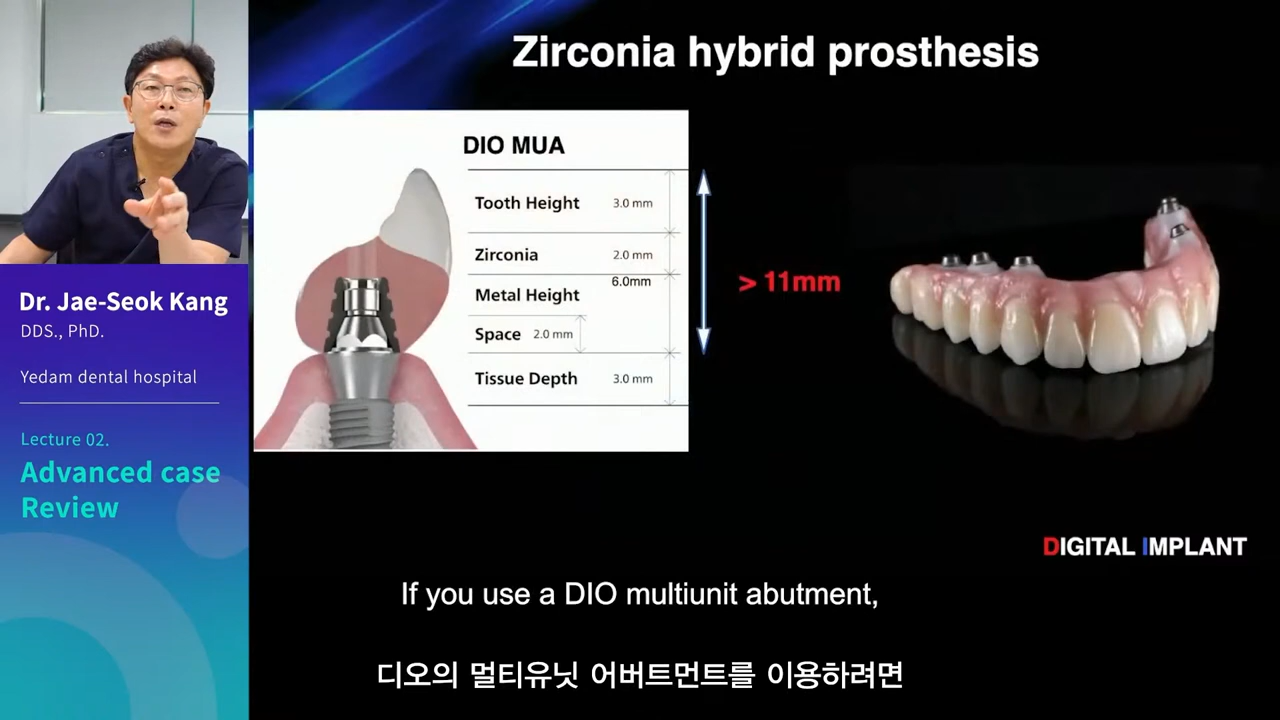 Zirconia hybrid prosthesis
DIO MUA
Tooth Height 3.0 mm
Zirconia 2.0 mm
6.0mm
Metal Height
Space 2.0 mm
Tissue Depth 3.0 mm
> 11mm
Dr. Jae-Seok Kang
DDS., PhD.
Yedam dental hospital
Lecture 02.
Advanced case
Review
DIGITAL IMPLANT
If you use a DIO multiunit abutment,
디오의 멀티유닛 어버트먼트를 이용하려면